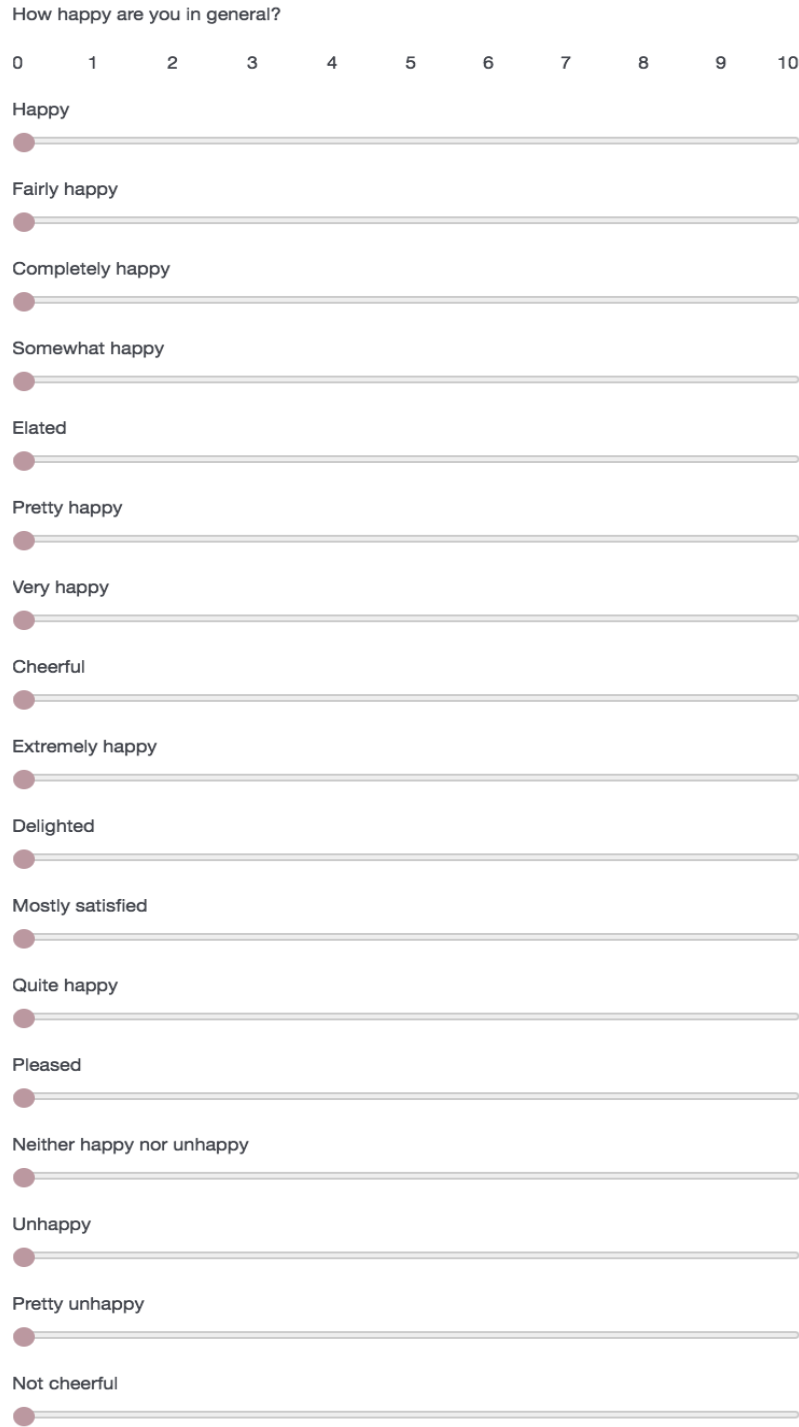 How happy are you in general?
0 1 2 3 4 5 6 7 8 9 10
Happy
Fairly happy
Completely happy
Somewhat happy
Elated
Pretty happy
Very happy
Cheerful
Extremely happy
Delighted
Mostly satisfied
Quite happy
Pleased
Neither happy nor unhappy
Unhappy
Pretty unhappy
Not cheerful